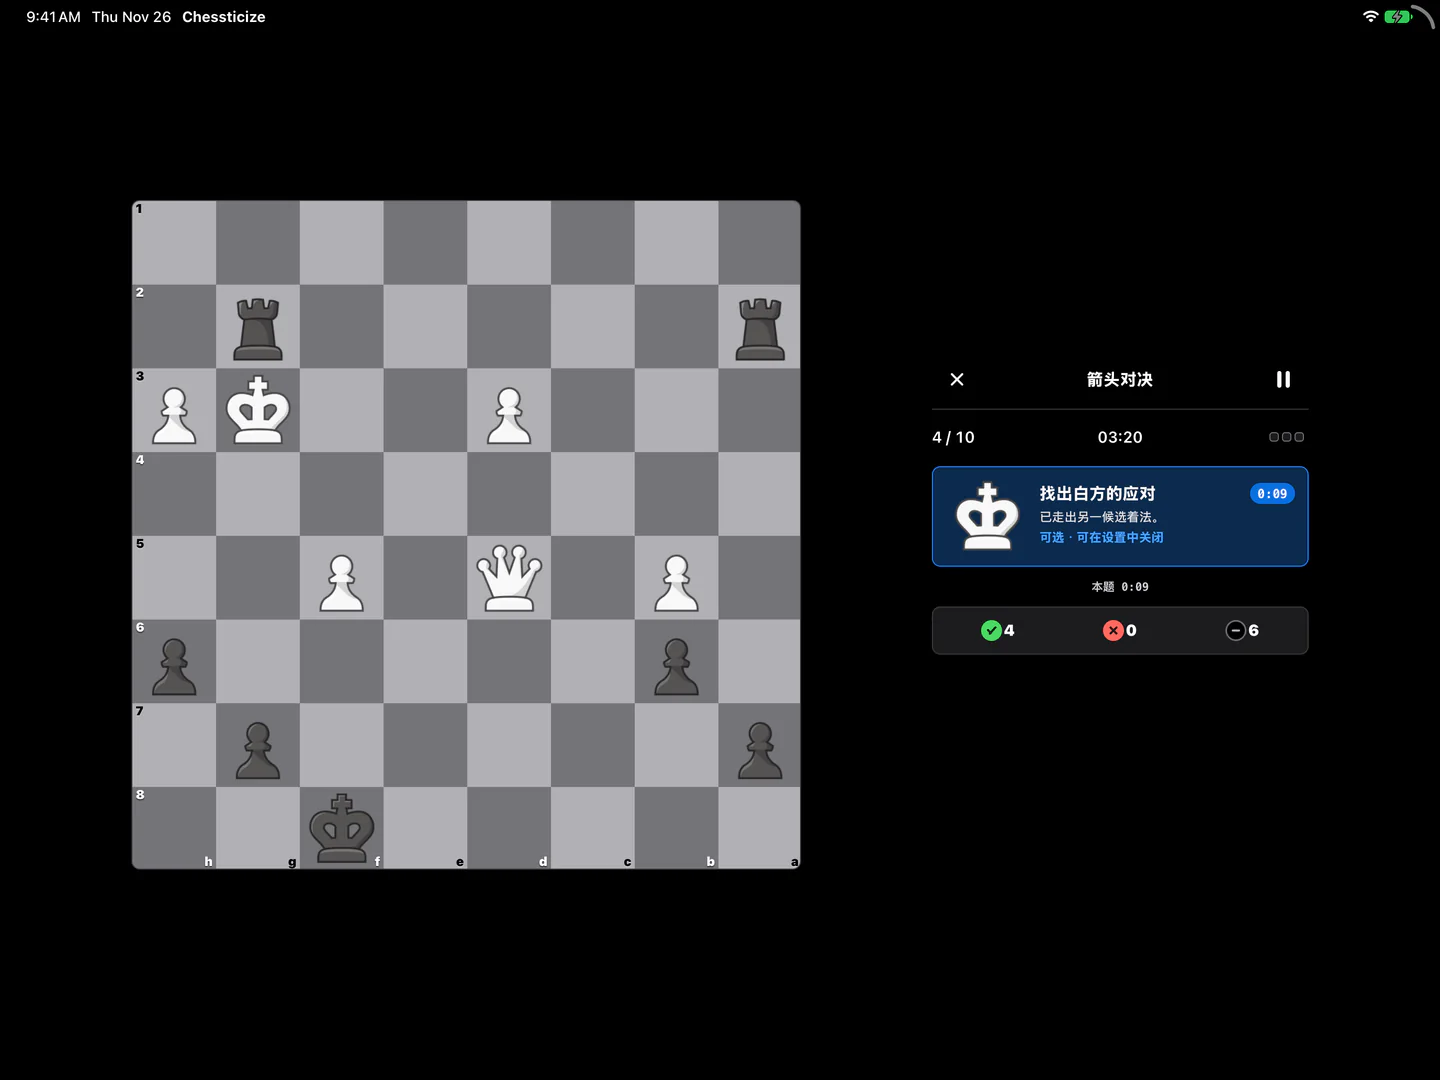 9:41 AM Thu Nov 26 Chessticize
1
2
3
4
5
6
7
8
h g f e d c b a
箭头对决
4 / 10 03:20
找出白方的应对 0:09
已走出另一候选着法。
可选 · 可在设置中关闭
本题 0:09
4 0 6